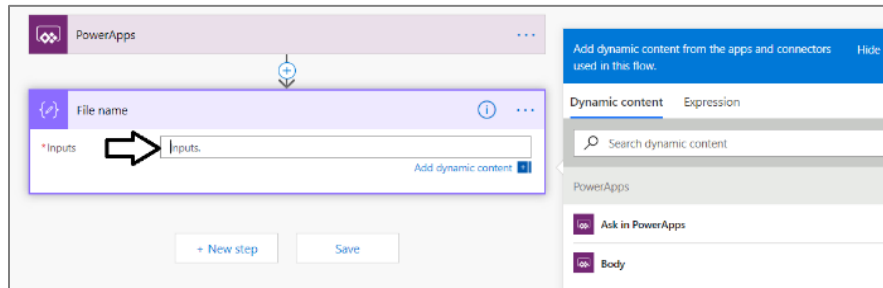 PowerApps
File name
*Inputs
Inputs.
Add dynamic content
+ New step
Save
Add dynamic content from the apps and connectors
used in this flow.
Hide
Dynamic content
Expression
Search dynamic content
PowerApps
Ask in PowerApps
Body